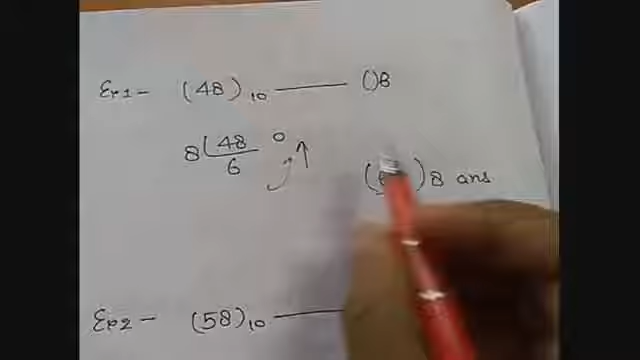 Ex1- (48)10 ——— ()8
8(48 0
6
( )8 ans
Ex2- (58)10 ———